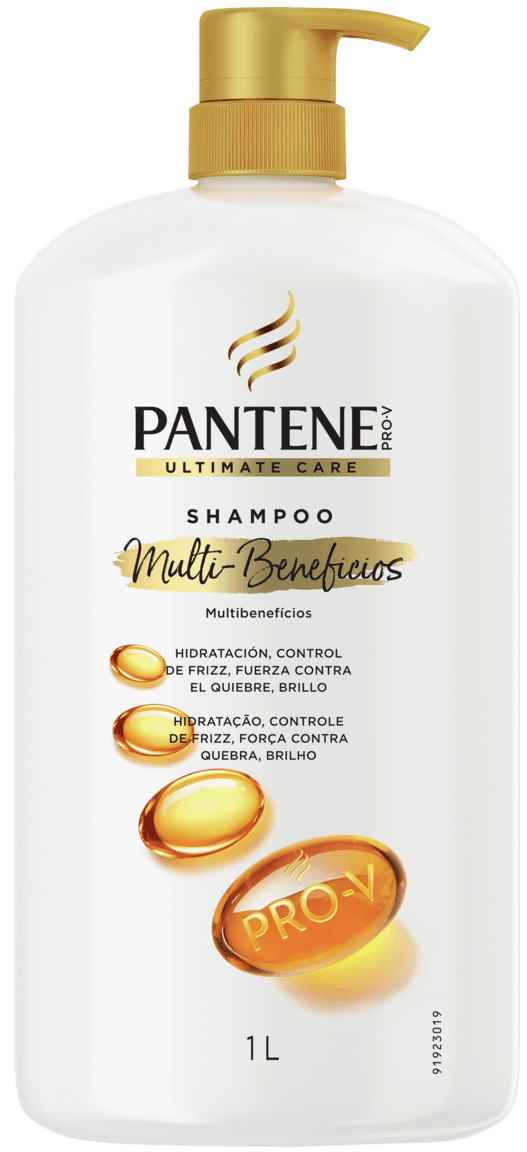 PANTENE PRO-V
ULTIMATE CARE
SHAMPOO
Multi-Beneficios
Multibenefícios
HIDRATACIÓN, CONTROL
DE FRIZZ, FUERZA CONTRA
EL QUIEBRE, BRILLO
HIDRATAÇÃO, CONTROLE
DE FRIZZ, FORÇA CONTRA
QUEBRA, BRILHO
PRO-V
1 L
91923019